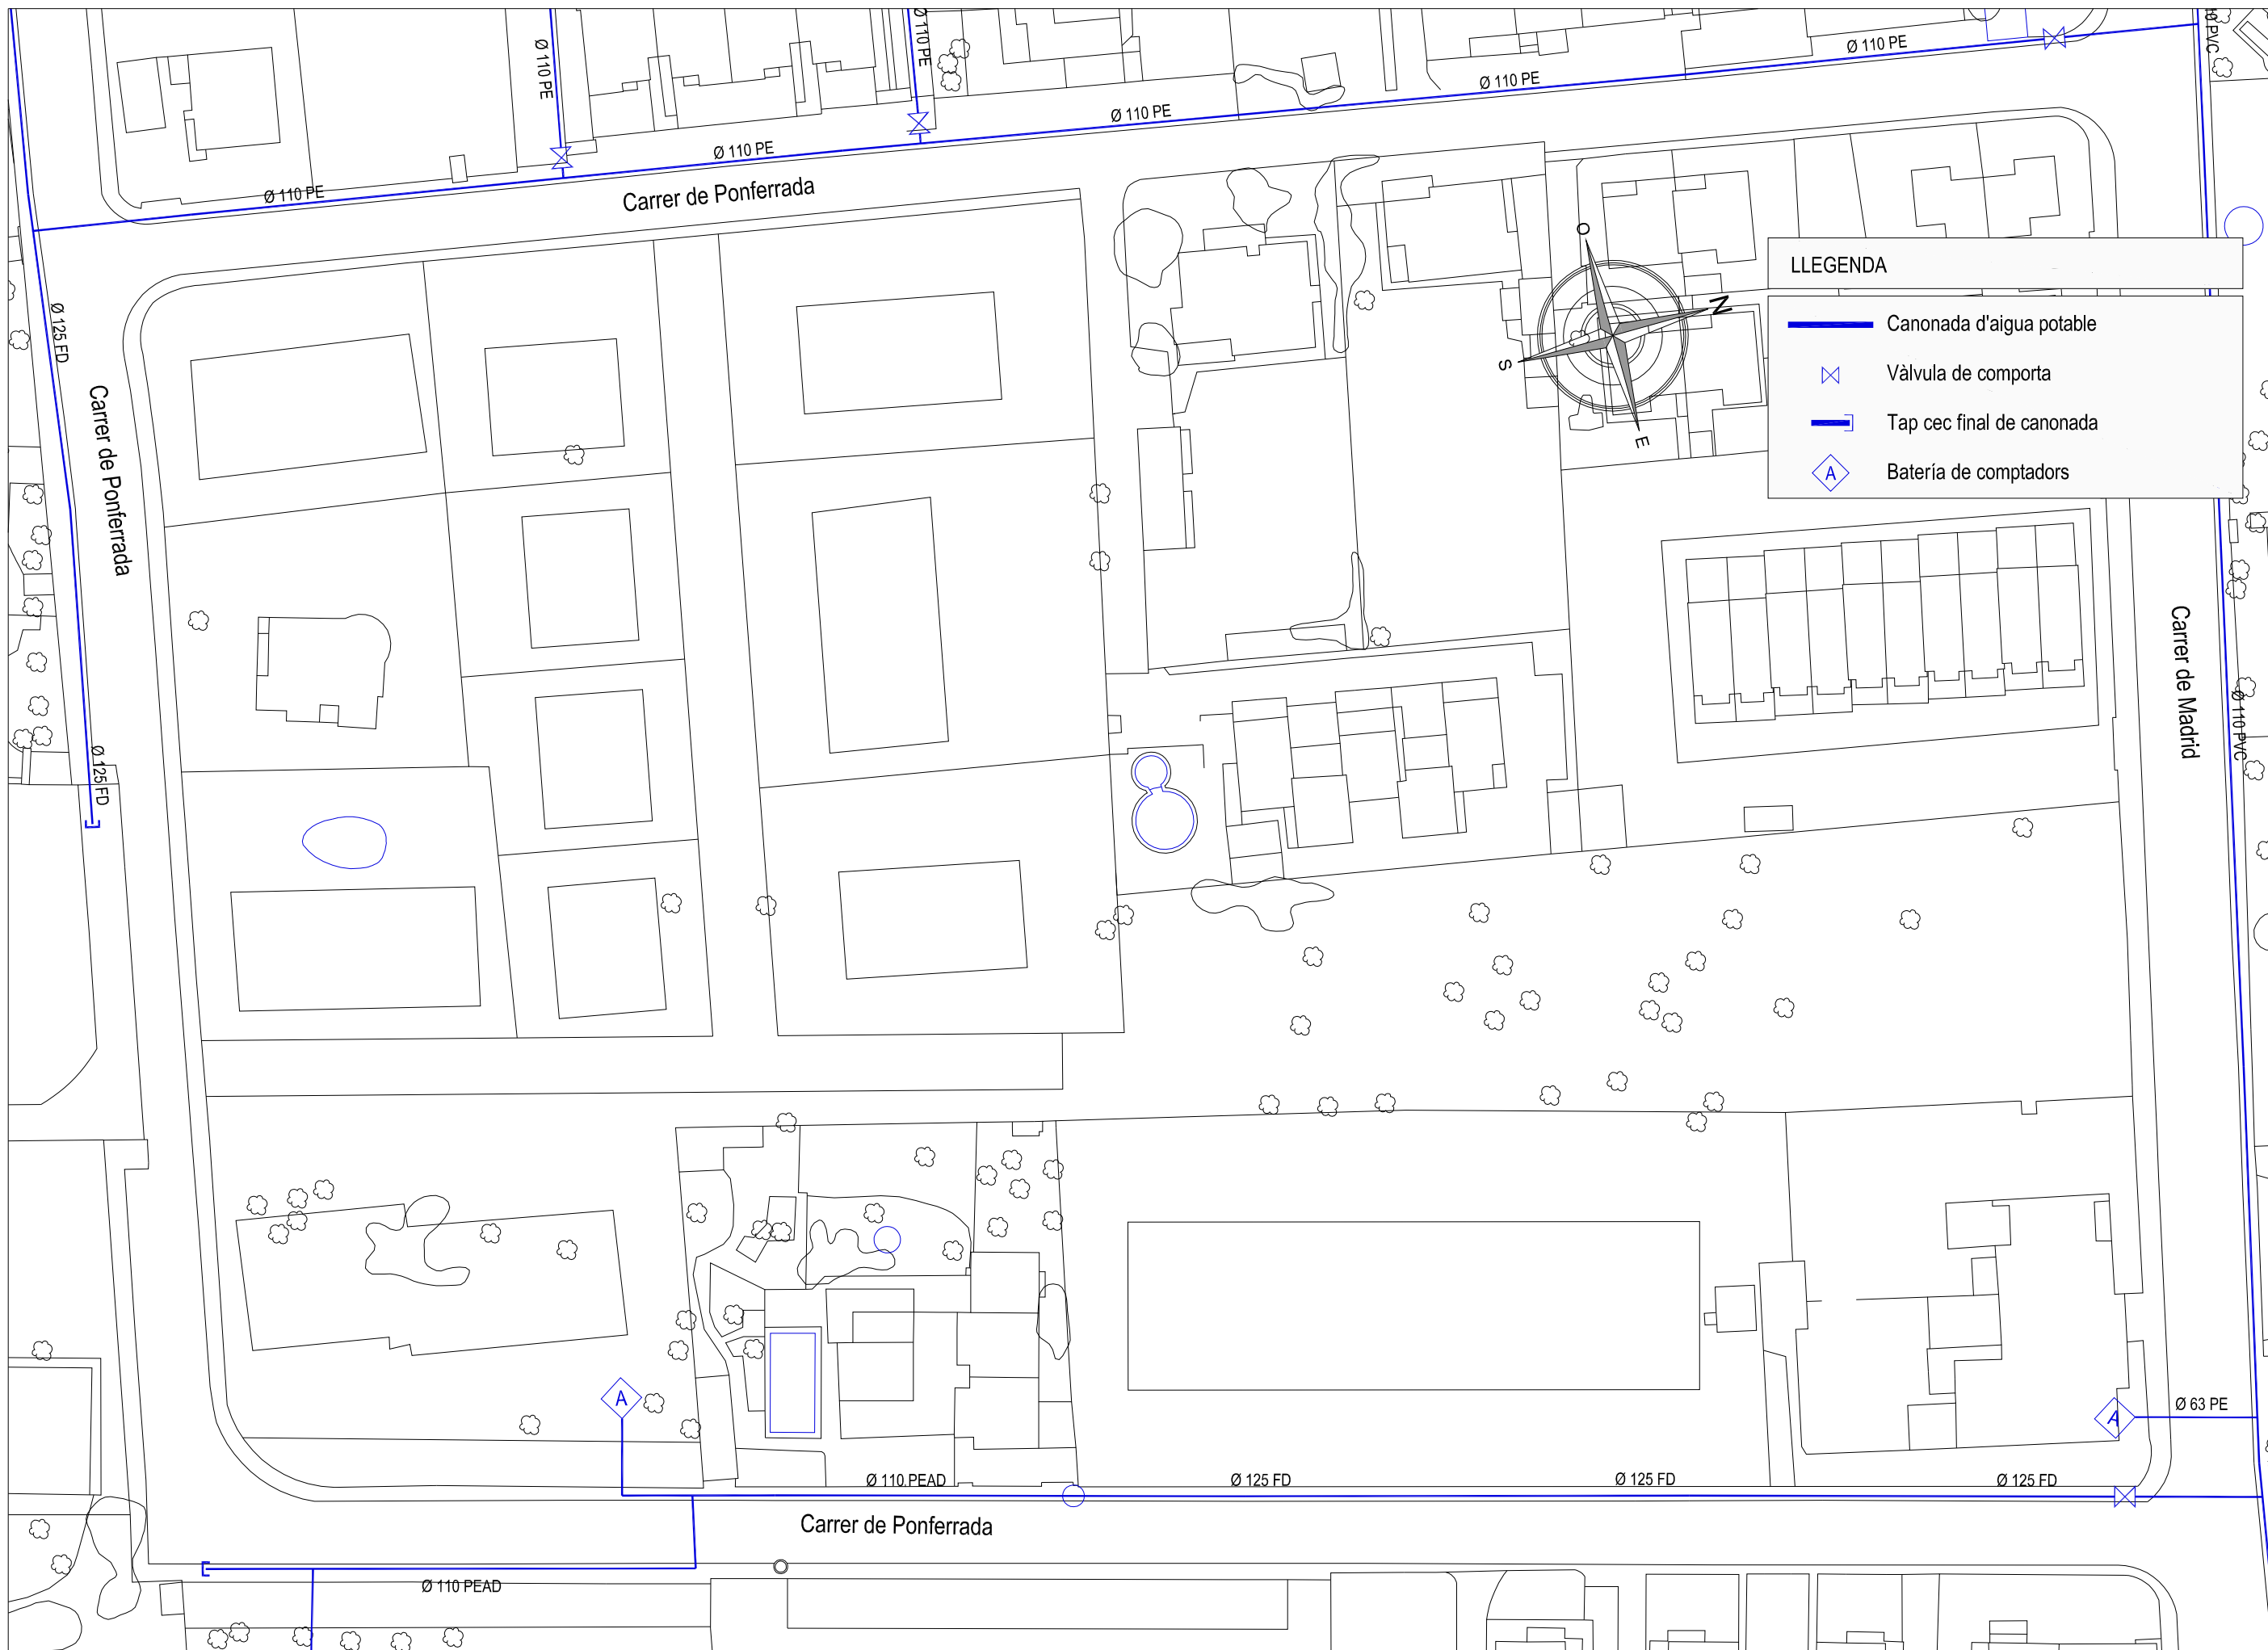 Ø 110 PE
Ø 110 PE
Ø 110 PE
Ø 110 PE
Ø 110 PE
Ø 110 PE
Ø 110 PE
Carrer de Ponferrada
O
N
S
E
LLEGENDA
Canonada d'aigua potable
Vàlvula de comporta
Tap cec final de canonada
A Batería de comptadors
Ø 125 FD
Carrer de Ponferrada
Ø 125 FD
Carrer de Madrid
Ø 110 PVC
A
A
Ø 63 PE
Ø 110 PEAD
Ø 125 FD
Ø 125 FD
Ø 125 FD
Carrer de Ponferrada
Ø 110 PEAD